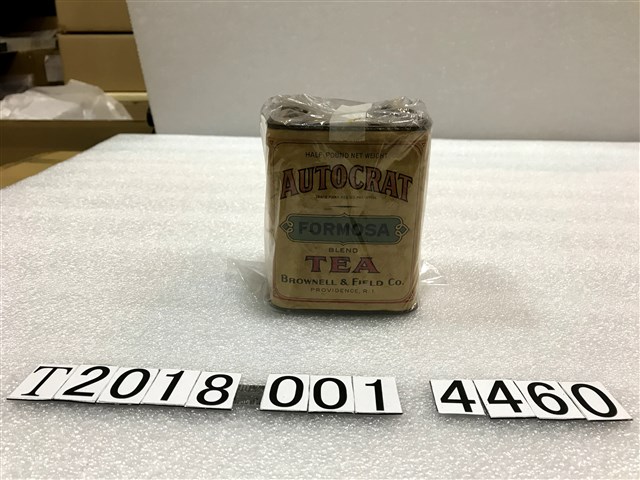 HALF-POUND NET WEIGHT
AUTOCRAT
FORMOSA
BLEND
TEA
BROWNELL & FIELD CO.
PROVIDENCE, R.I.
T2018 001 4460